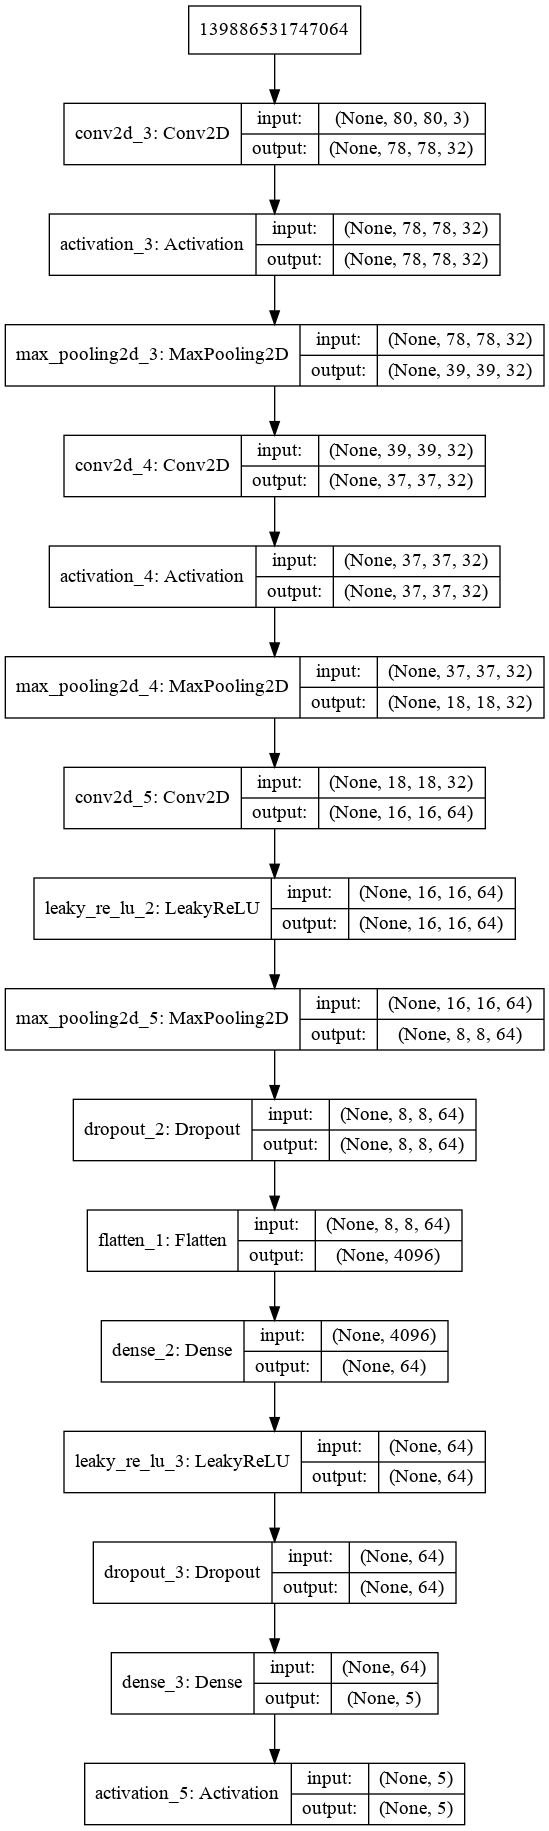 139886531747064
conv2d_3: Conv2D
input:
(None, 80, 80, 3)
output:
(None, 78, 78, 32)
activation_3: Activation
input:
(None, 78, 78, 32)
output:
(None, 78, 78, 32)
max_pooling2d_3: MaxPooling2D
input:
(None, 78, 78, 32)
output:
(None, 39, 39, 32)
conv2d_4: Conv2D
input:
(None, 39, 39, 32)
output:
(None, 37, 37, 32)
activation_4: Activation
input:
(None, 37, 37, 32)
output:
(None, 37, 37, 32)
max_pooling2d_4: MaxPooling2D
input:
(None, 37, 37, 32)
output:
(None, 18, 18, 32)
conv2d_5: Conv2D
input:
(None, 18, 18, 32)
output:
(None, 16, 16, 64)
leaky_re_lu_2: LeakyReLU
input:
(None, 16, 16, 64)
output:
(None, 16, 16, 64)
max_pooling2d_5: MaxPooling2D
input:
(None, 16, 16, 64)
output:
(None, 8, 8, 64)
dropout_2: Dropout
input:
(None, 8, 8, 64)
output:
(None, 8, 8, 64)
flatten_1: Flatten
input:
(None, 8, 8, 64)
output:
(None, 4096)
dense_2: Dense
input:
(None, 4096)
output:
(None, 64)
leaky_re_lu_3: LeakyReLU
input:
(None, 64)
output:
(None, 64)
dropout_3: Dropout
input:
(None, 64)
output:
(None, 64)
dense_3: Dense
input:
(None, 64)
output:
(None, 5)
activation_5: Activation
input:
(None, 5)
output:
(None, 5)